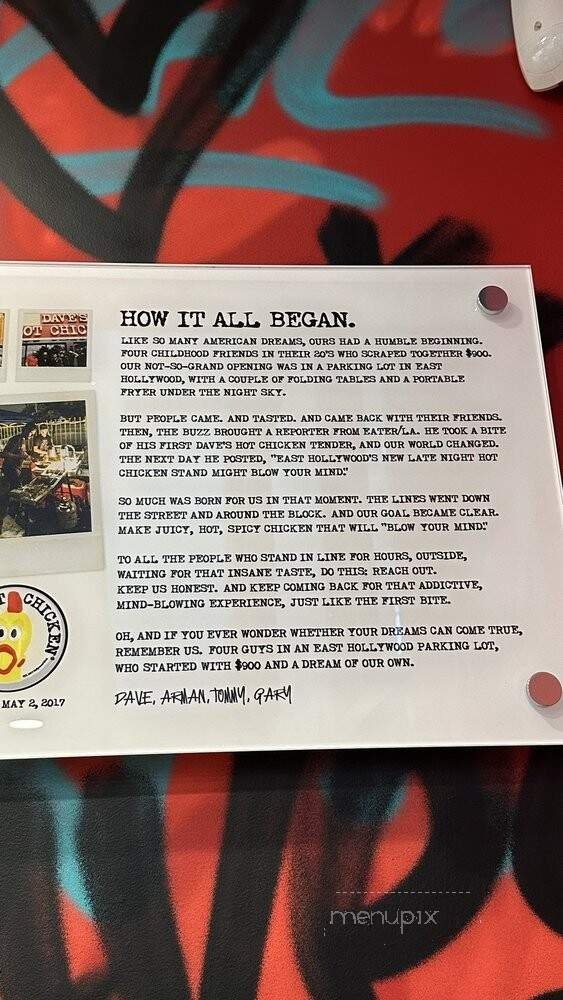 DAVE'S
OT CHIC
HOW IT ALL BEGAN.
LIKE SO MANY AMERICAN DREAMS, OURS HAD A HUMBLE BEGINNING.
FOUR CHILDHOOD FRIENDS IN THEIR 20'S WHO SCRAPED TOGETHER $900.
OUR NOT-SO-GRAND OPENING WAS IN A PARKING LOT IN EAST
HOLLYWOOD, WITH A COUPLE OF FOLDING TABLES AND A PORTABLE
FRYER UNDER THE NIGHT SKY.
BUT PEOPLE CAME. AND TASTED. AND CAME BACK WITH THEIR FRIENDS.
THEN, THE BUZZ BROUGHT A REPORTER FROM EATER/LA. HE TOOK A BITE
OF HIS FIRST DAVE'S HOT CHICKEN TENDER, AND OUR WORLD CHANGED.
THE NEXT DAY HE POSTED, "EAST HOLLYWOOD'S NEW LATE NIGHT HOT
CHICKEN STAND MIGHT BLOW YOUR MIND."
SO MUCH WAS BORN FOR US IN THAT MOMENT. THE LINES WENT DOWN
THE STREET AND AROUND THE BLOCK. AND OUR GOAL BECAME CLEAR.
MAKE JUICY, HOT, SPICY CHICKEN THAT WILL "BLOW YOUR MIND."
TO ALL THE PEOPLE WHO STAND IN LINE FOR HOURS, OUTSIDE,
WAITING FOR THAT INSANE TASTE, DO THIS: REACH OUT.
KEEP US HONEST. AND KEEP COMING BACK FOR THAT ADDICTIVE,
MIND-BLOWING EXPERIENCE, JUST LIKE THE FIRST BITE.
OH, AND IF YOU EVER WONDER WHETHER YOUR DREAMS CAN COME TRUE,
REMEMBER US. FOUR GUYS IN AN EAST HOLLYWOOD PARKING LOT,
WHO STARTED WITH $900 AND A DREAM OF OUR OWN.
DAVE, ARMAN, TOMMY, GARY
T CHICKEN
MAY 2, 2017
menupix